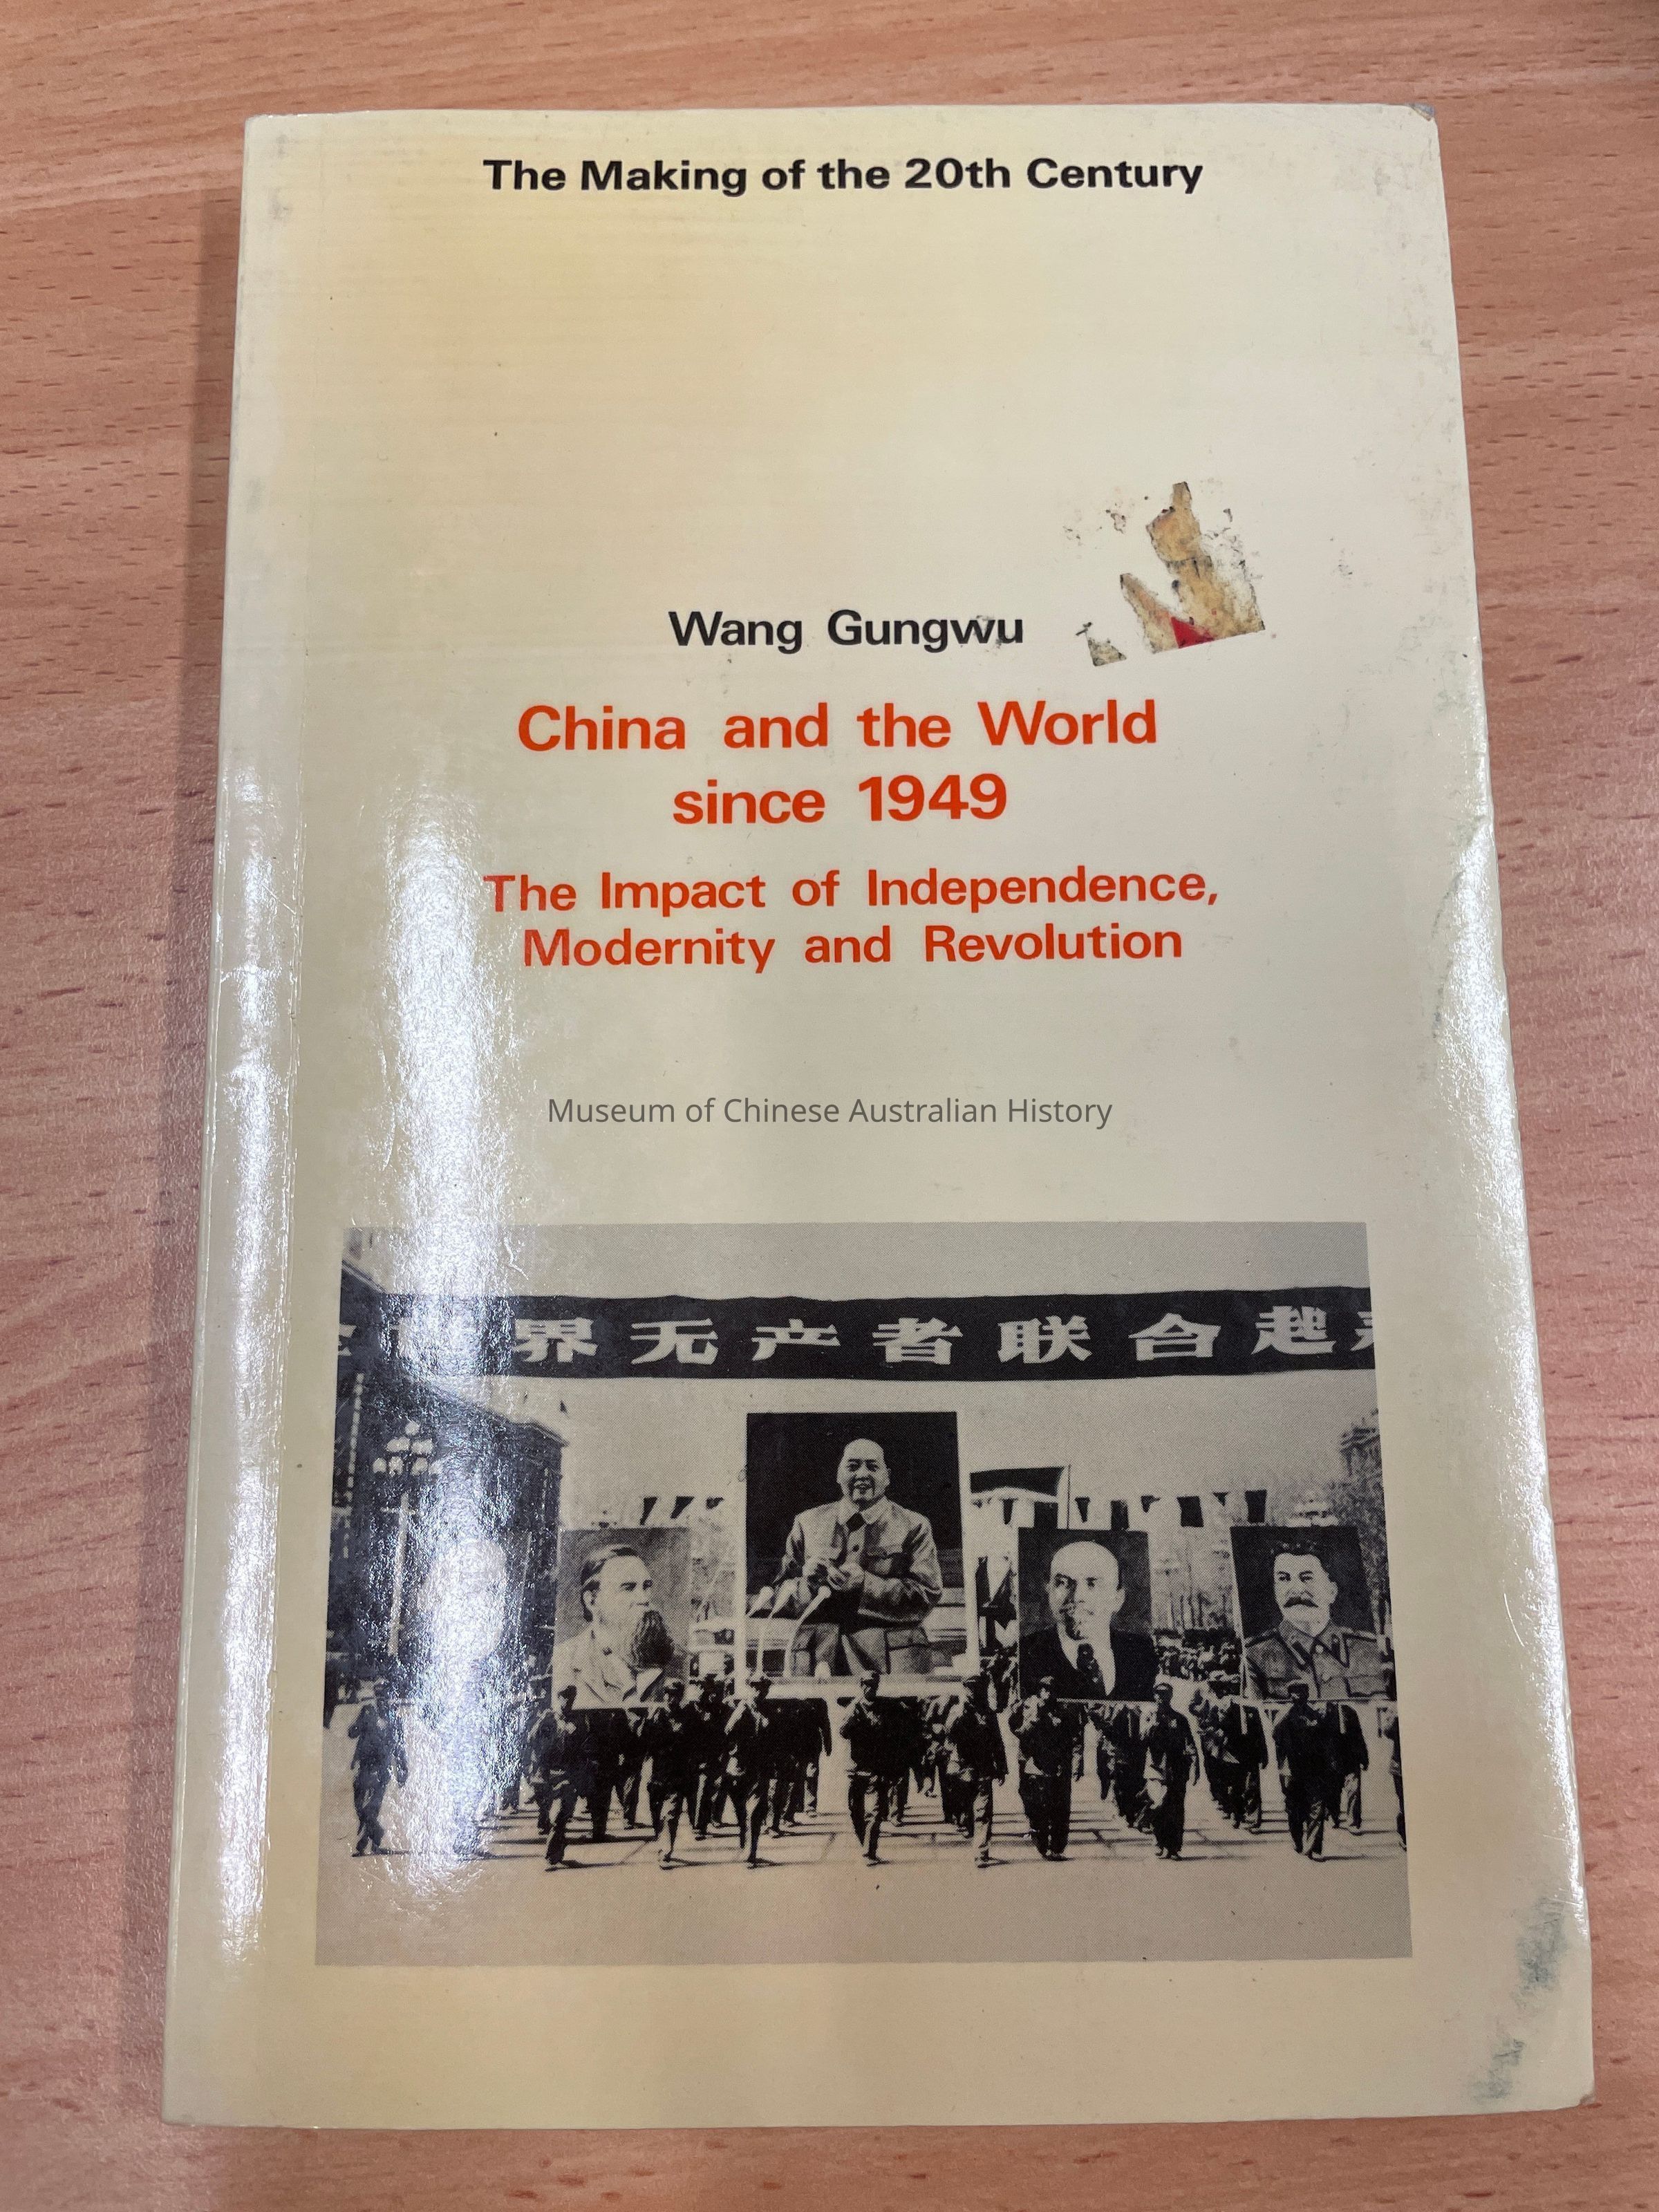 The Making of the 20th Century
Wang Gungwu
China and the World
since 1949
The Impact of Independence,
Modernity and Revolution
Museum of Chinese Australian History
世界无产者联合起